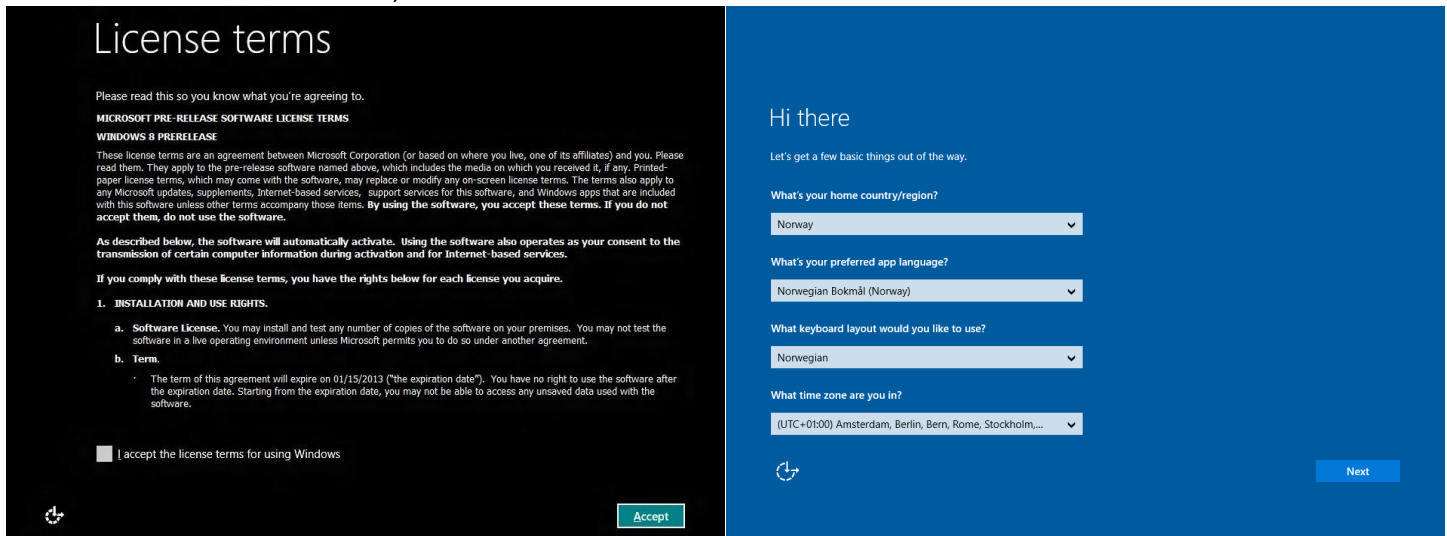 License terms
Please read this so you know what you're agreeing to.
MICROSOFT PRE-RELEASE SOFTWARE LICENSE TERMS
WINDOWS 8 PRERELEASE
These license terms are an agreement between Microsoft Corporation (or based on where you live, one of its affiliates) and you. Please
read them. They apply to the pre-release software named above, which includes the media on which you received it, if any. Printed-
paper license terms, which may come with the software, may replace or modify any on-screen license terms. The terms also apply to
any Microsoft updates, supplements, Internet-based services, support services for this software, and Windows apps that are included
with this software unless other terms accompany those items. By using the software, you accept these terms. If you do not
accept them, do not use the software.
As described below, the software will automatically activate. Using the software also operates as your consent to the
transmission of certain computer information during activation and for Internet-based services.
If you comply with these license terms, you have the rights below for each license you acquire.
1. INSTALLATION AND USE RIGHTS.
a. Software License. You may install and test any number of copies of the software on your premises. You may not test the
software in a live operating environment unless Microsoft permits you to do so under another agreement.
b. Term.
· The term of this agreement will expire on 01/15/2013 ("the expiration date"). You have no right to use the software after
the expiration date. Starting from the expiration date, you may not be able to access any unsaved data used with the
software.
I accept the license terms for using Windows
Accept
Hi there
Let's get a few basic things out of the way.
What's your home country/region?
Norway
What's your preferred app language?
Norwegian Bokmål (Norway)
What keyboard layout would you like to use?
Norwegian
What time zone are you in?
(UTC+01:00) Amsterdam, Berlin, Bern, Rome, Stockholm,...
Next